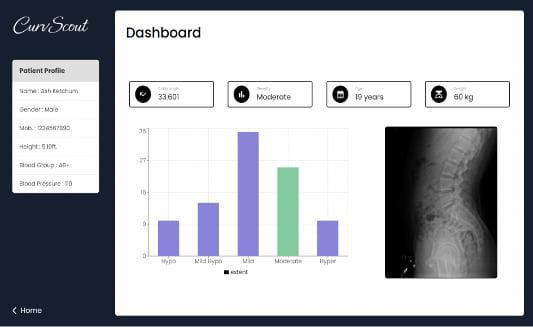 CurvScout
Dashboard
Patient Profile
Name : Ash Ketchum
Gender : Male
Mob. : 1234567890
Height : 5.10ft.
Blood Group : AB+
Blood Pressure : 110
33.601
Severity
Moderate
Age
19 years
Weight
60 kg
36
27
18
9
0
Hypo
Mild Hypo
Mild
Moderate
Hyper
extent
Home